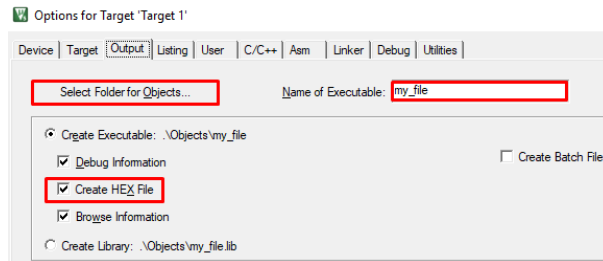 Options for Target 'Target 1'
Device Target Output Listing User C/C++ Asm Linker Debug Utilities
Select Folder for Objects... Name of Executable: my_file
Create Executable: .\Objects\my_file
Debug Information Create Batch File
Create HEX File
Browse Information
Create Library: .\Objects\my_file.lib